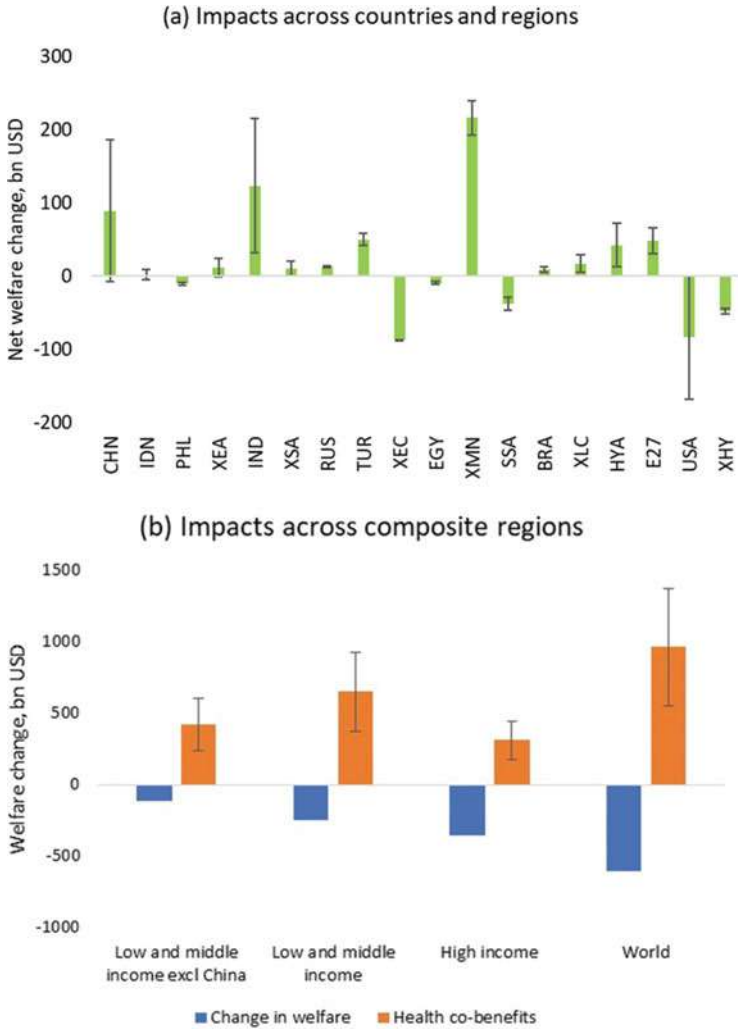 (a) Impacts across countries and regions
Net welfare change, bn USD
300
200
100
0
-100
-200
CHN IDN PHL XEA IND XSA RUS TUR XEC EGY XMN SSA BRA XLC HYA E27 USA XHY
(b) Impacts across composite regions
Welfare change, bn USD
1500
1000
500
0
-500
-1000
Low and middle income excl China
Low and middle income
High income
World
Change in welfare Health co-benefits